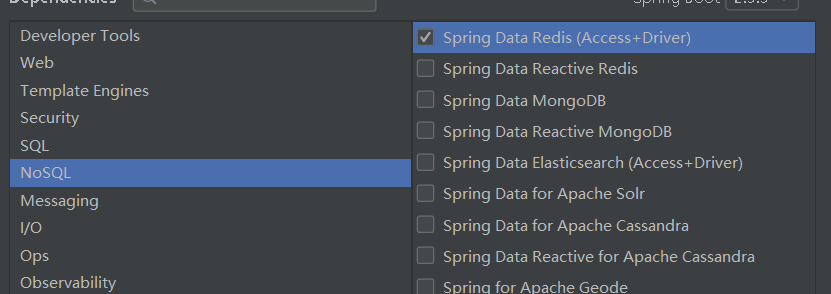 Dependencies
Spring Boot
Developer Tools
Web
Template Engines
Security
SQL
NoSQL
Messaging
I/O
Ops
Observability
Spring Data Redis (Access+Driver)
Spring Data Reactive Redis
Spring Data MongoDB
Spring Data Reactive MongoDB
Spring Data Elasticsearch (Access+Driver)
Spring Data for Apache Solr
Spring Data for Apache Cassandra
Spring Data Reactive for Apache Cassandra
Spring for Apache Geode